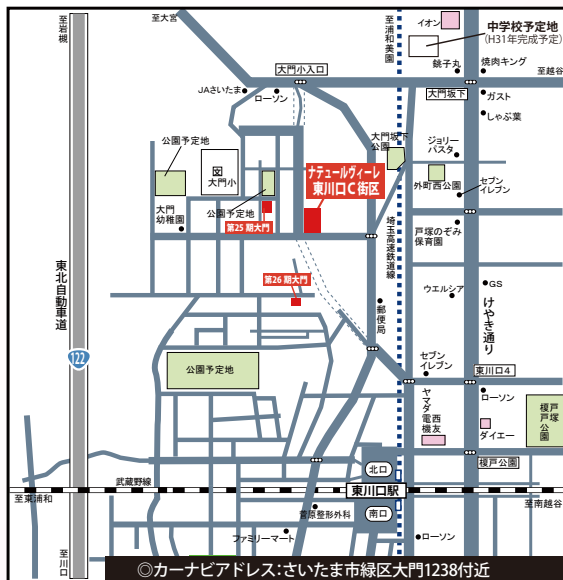 至岩槻
至大宮
至浦和美園
イオン
中学校予定地
(H31年完成予定)
銚子丸
焼肉キング
至越谷
大門小入口
JAさいたま
ローソン
大門坂下
ガスト
しゃぶ葉
公園予定地
文
大門小
公園予定地
大門
幼稚園
ナテュールヴィーレ
東川口C街区
第25期大門
大門坂下
公園
ジョリー
パスタ
外町西公園
セブン
イレブン
戸塚のぞみ
保育園
埼玉高速鉄道線
東北自動車道
122
第26期大門
郵便局
ウエルシア
GS
けやき通り
公園予定地
セブン
イレブン
東川口4
ヤマダ電機
西友
ローソン
ダイエー
榎戸
戸塚
公園
榎戸公園
武蔵野線
北口
東川口駅
南口
至東浦和
至南越谷
菅原整形外科
ファミリーマート
ローソン
至川口
◎カーナビアドレス:さいたま市緑区大門1238付近